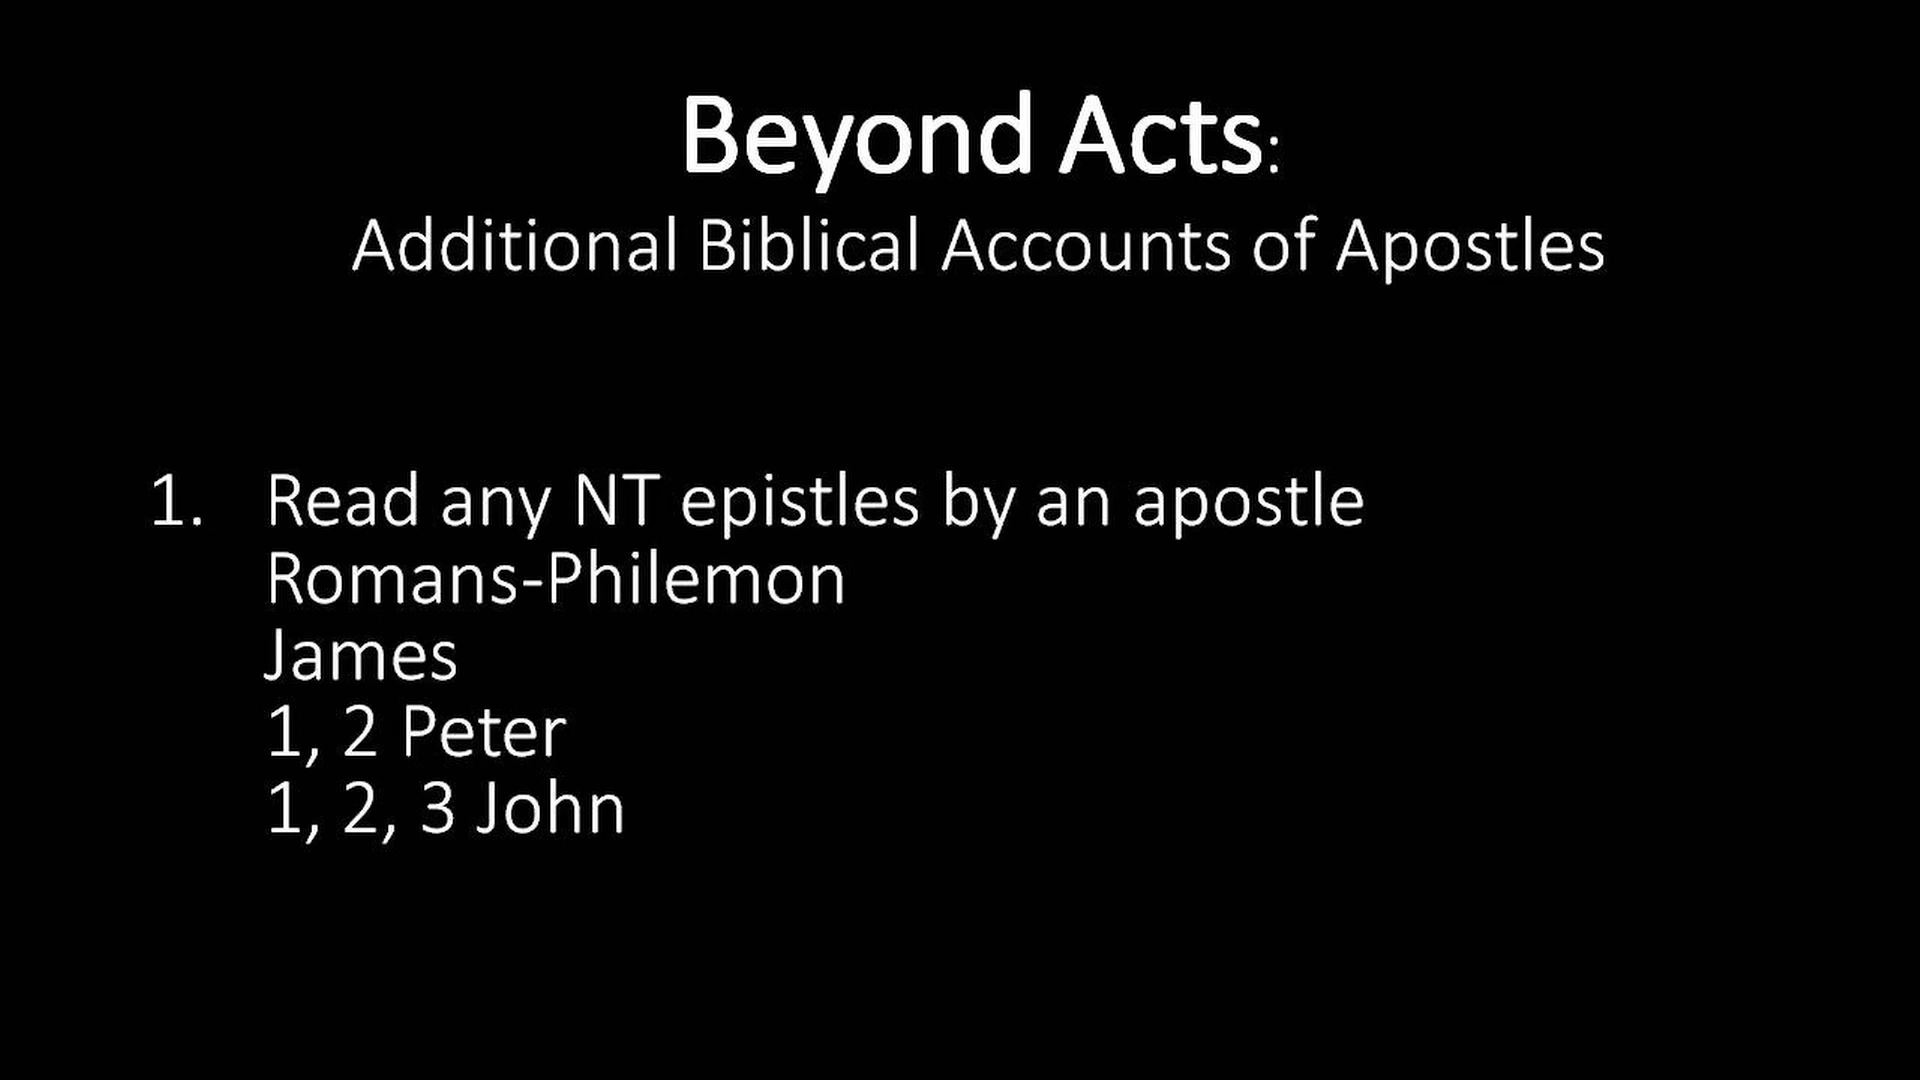 Beyond Acts:
Additional Biblical Accounts of Apostles
1. Read any NT epistles by an apostle
Romans-Philemon
James
1, 2 Peter
1, 2, 3 John